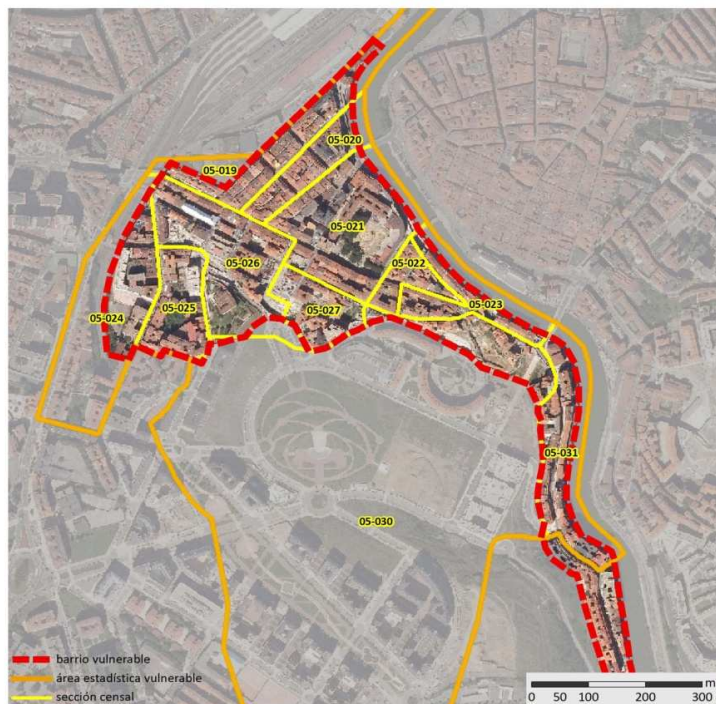 05-020
05-019
05-021
05-022
05-026
05-023
05-027
05-025
05-024
05-031
05-030
barrio vulnerable
área estadística vulnerable
sección censal
m
0 50 100 200 300